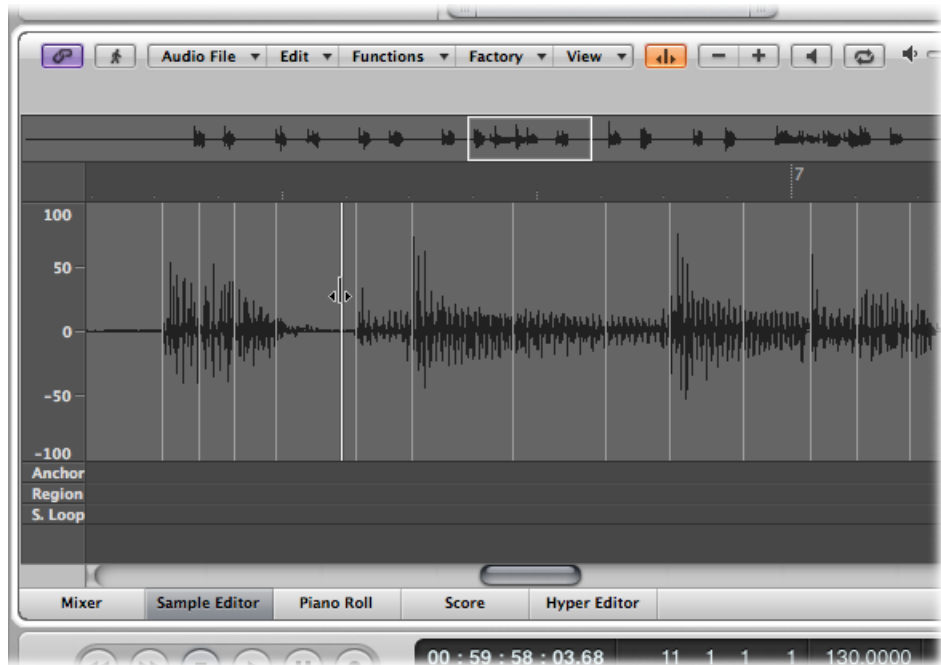 Audio File Edit Functions Factory View
7
100
50
0
-50
-100
Anchor
Region
S. Loop
Mixer Sample Editor Piano Roll Score Hyper Editor
00 : 59 : 58 : 03.68 11 1 1 1 130.0000